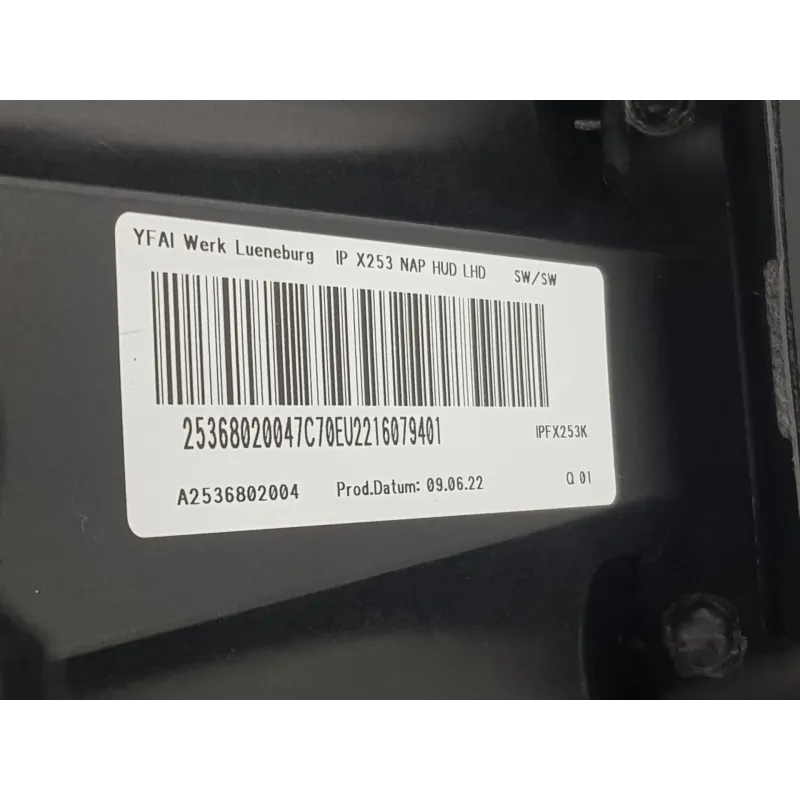 YFAI Werk Lueneburg IP X253 NAP HUD LHD SW/SW
25368020047C70EU2216079401 IPFX253K
A2536802004 Prod.Datum: 09.06.22 Q 01